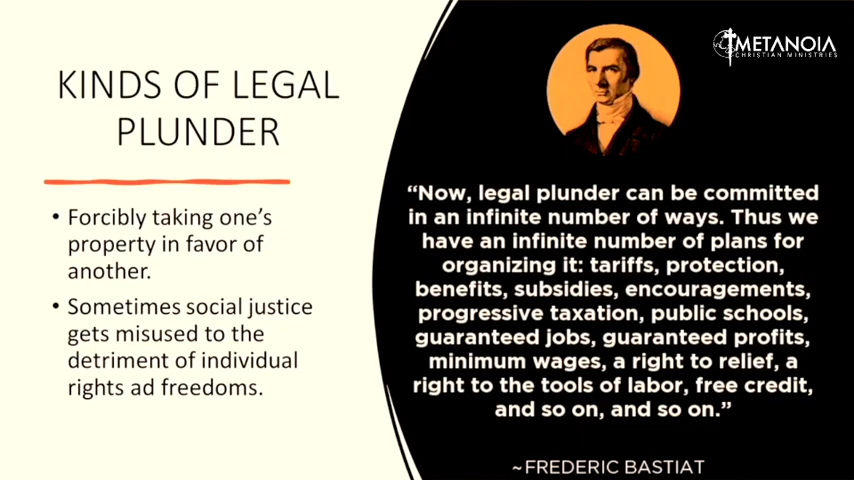 KINDS OF LEGAL
PLUNDER
• Forcibly taking one's
property in favor of
another.
• Sometimes social justice
gets misused to the
detriment of individual
rights ad freedoms.
METANOIA
CHRISTIAN MINISTRIES
“Now, legal plunder can be committed
in an infinite number of ways. Thus we
have an infinite number of plans for
organizing it: tariffs, protection,
benefits, subsidies, encouragements,
progressive taxation, public schools,
guaranteed jobs, guaranteed profits,
minimum wages, a right to relief, a
right to the tools of labor, free credit,
and so on, and so on.”
~FREDERIC BASTIAT